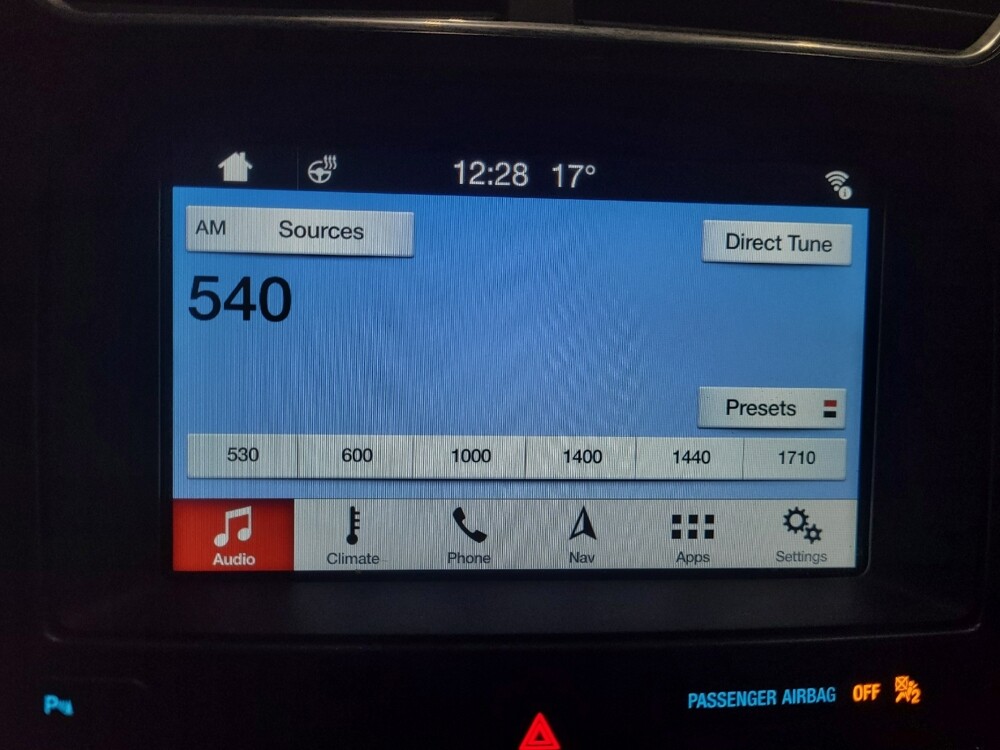 12:28 17°
AM Sources
Direct Tune
540
Presets
530 600 1000 1400 1440 1710
Audio Climate Phone Nav Apps Settings
P
PASSENGER AIRBAG OFF 2